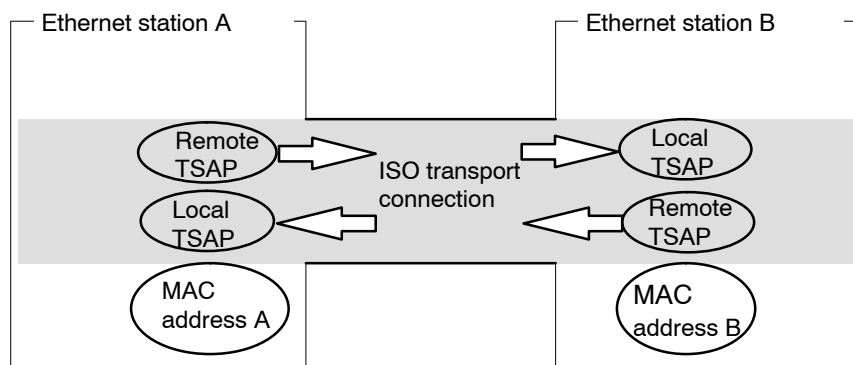 Ethernet station A
Ethernet station B
Remote
TSAP
ISO transport
connection
Local
TSAP
Local
TSAP
Remote
TSAP
MAC
address A
MAC
address B